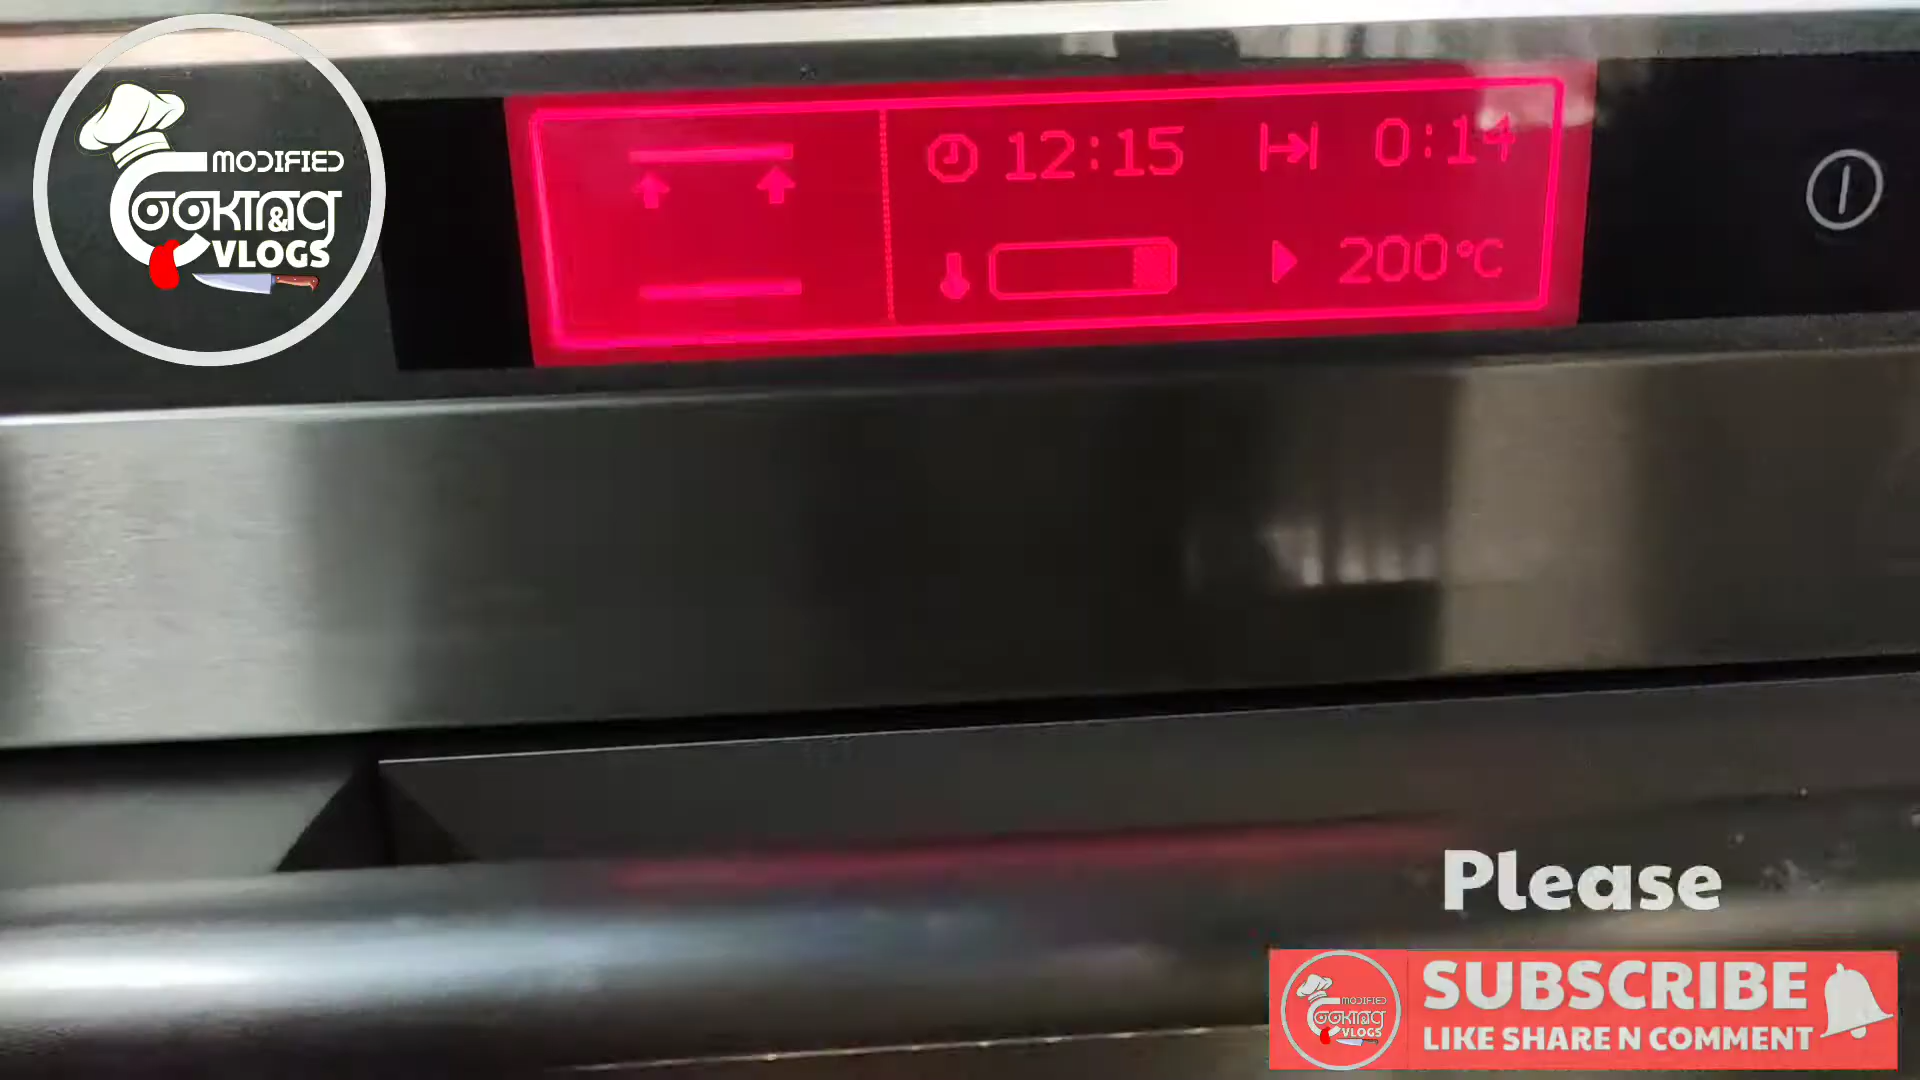 MODIFIED
COOKING
&
VLOGS
12:15 0:14
200°C
Please
SUBSCRIBE
LIKE SHARE N COMMENT
MODIFIED
COOKING
VLOGS